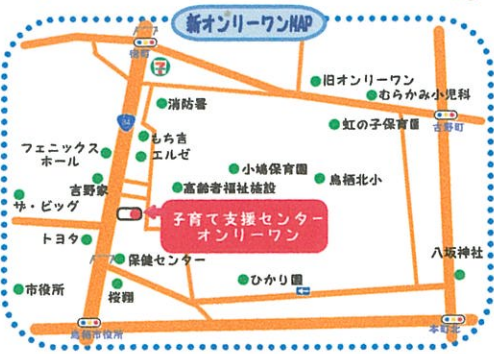 新オンリーワンMAP
旧オンリーワン
むらかみ小児科
消防署
古野町
虹の子保育園
34
もち吉
フェニックス
ホール
エルゼ
小鳩保育園
鳥栖北小
吉野家
高齢者福祉施設
ザ・ビッグ
子育て支援センター
オンリーワン
トヨタ
八坂神社
保健センター
ひかり園
市役所
桜翔
鳥栖市役所
本町北